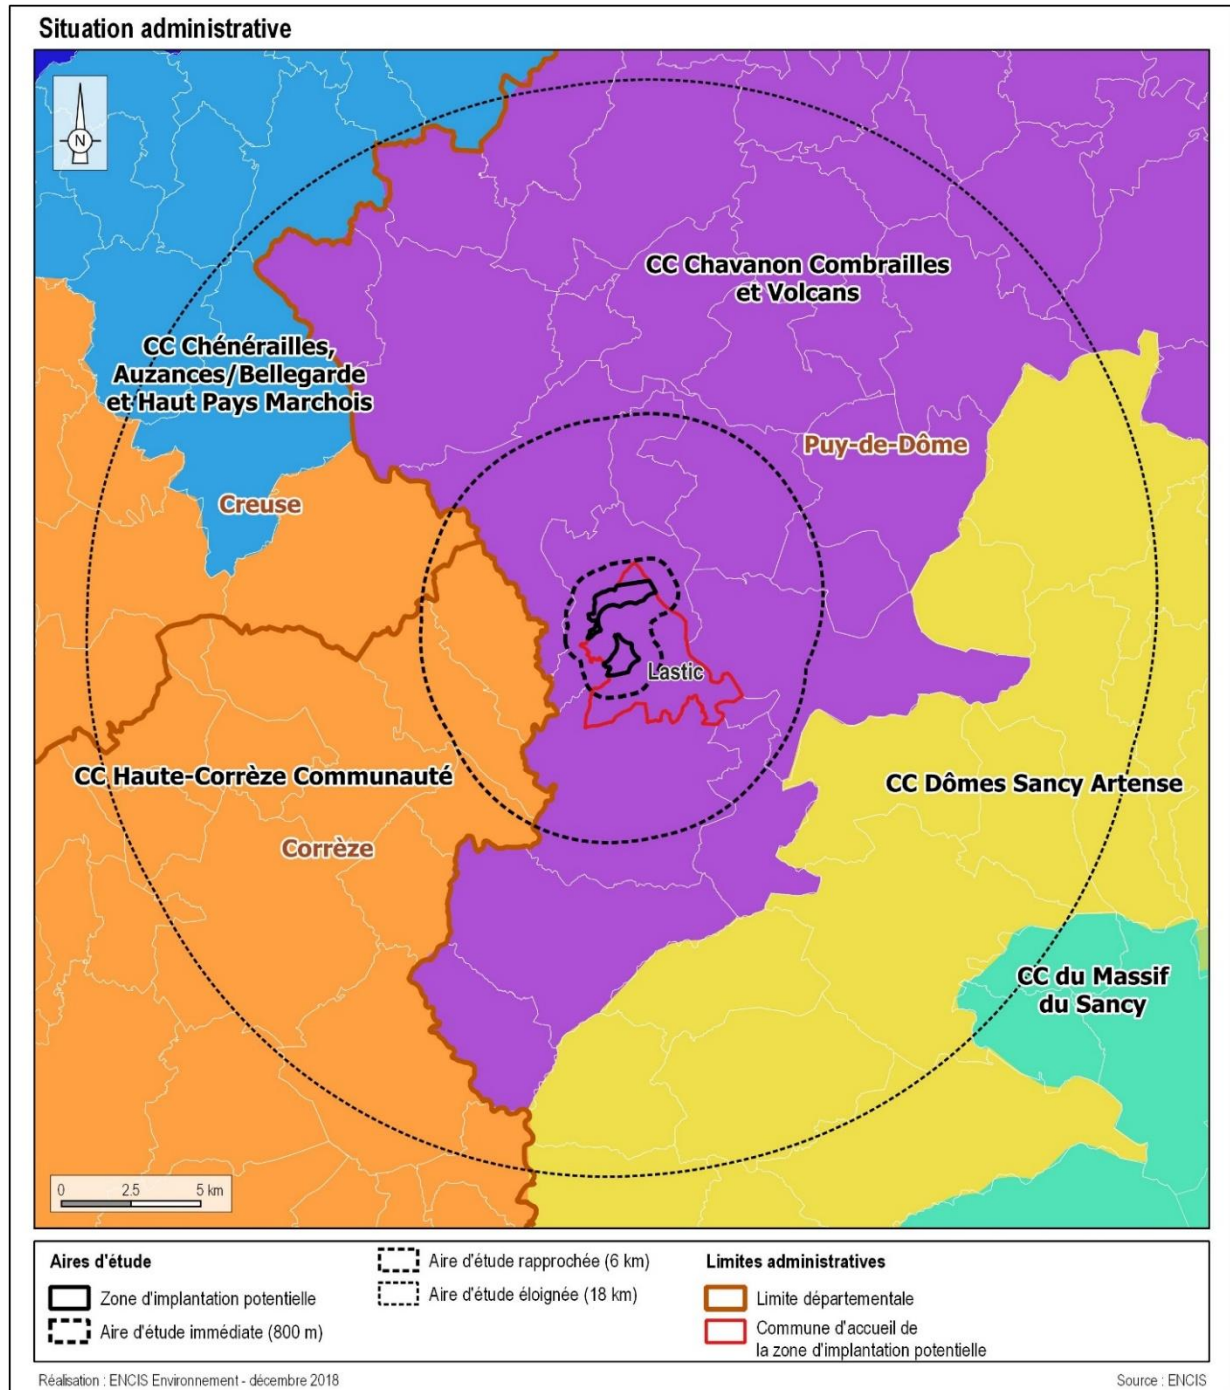 Situation administrative
N
CC Chavanon Combrailles
et Volcans
CC Chénérailles,
Auzances/Bellegarde
et Haut Pays Marchois
Puy-de-Dôme
Creuse
Lastic
CC Haute-Corrèze Communauté
CC Dômes Sancy Artense
Corrèze
CC du Massif
du Sancy
0 2.5 5 km
Aires d'étude
Zone d'implantation potentielle
Aire d'étude immédiate (800 m)
Aire d'étude rapprochée (6 km)
Aire d'étude éloignée (18 km)
Limites administratives
Limite départementale
Commune d'accueil de
la zone d'implantation potentielle
Réalisation : ENCIS Environnement - décembre 2018
Source : ENCIS